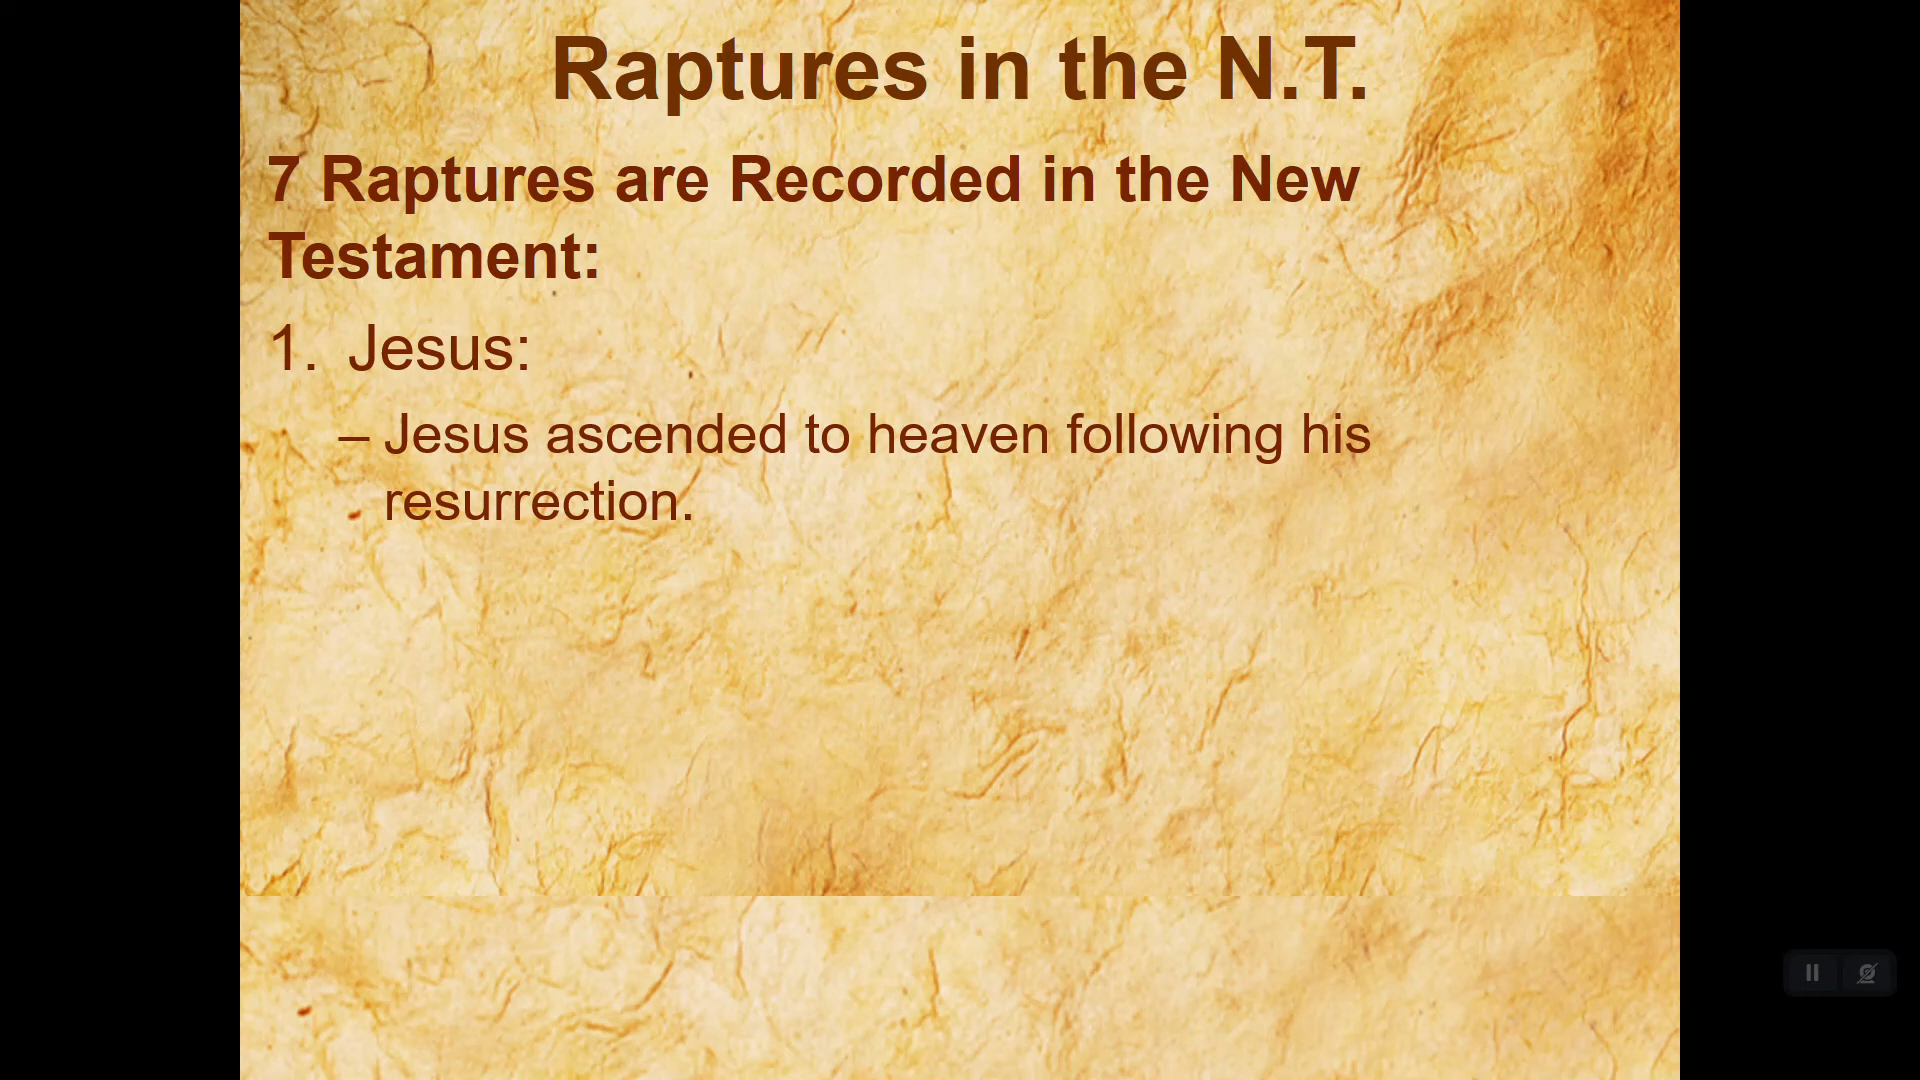 Raptures in the N.T.
7 Raptures are Recorded in the New
Testament:
1. Jesus:
– Jesus ascended to heaven following his
resurrection.